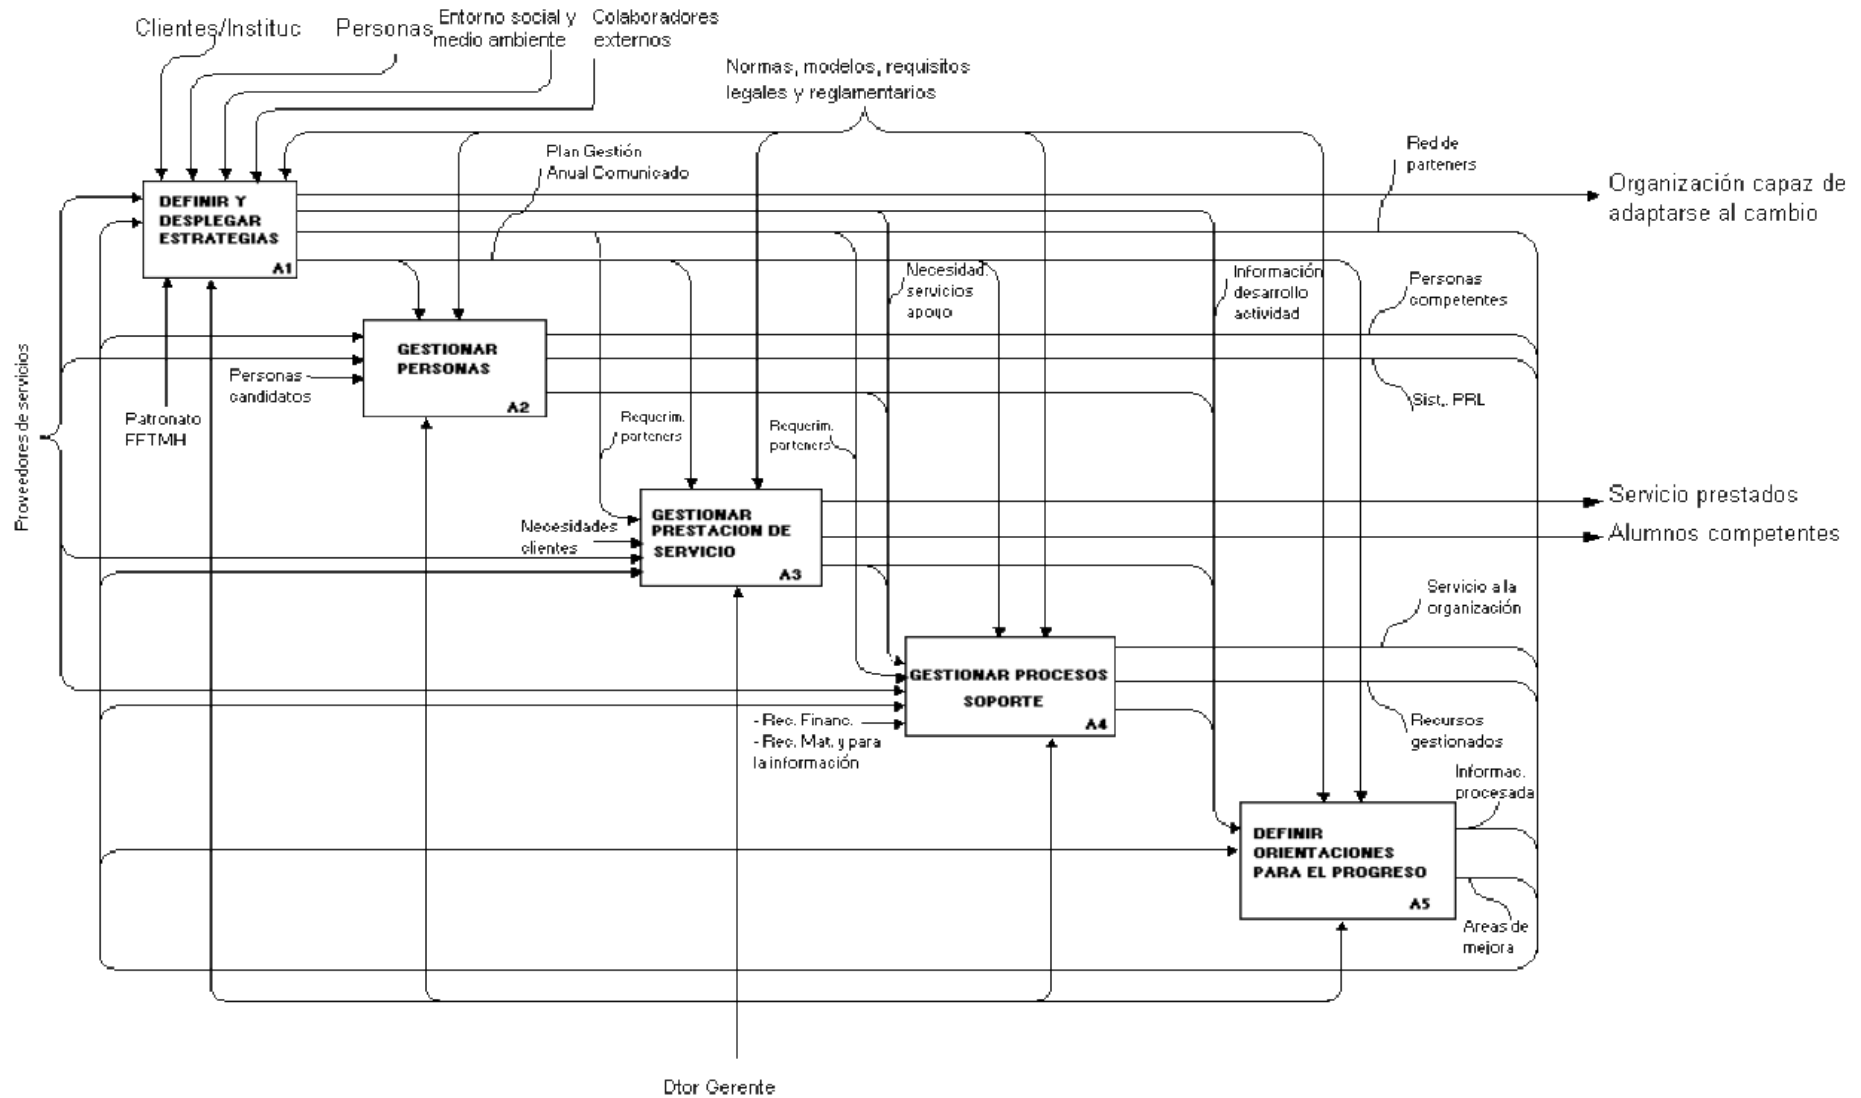 Clientes/Instituc
Personas
Entorno social y
medio ambiente
Colaboradores
externos
Normas, modelos, requisitos
legales y reglamentarios
Plan Gestión
Anual Comunicado
Red de
parteners
Organización capaz de
adaptarse al cambio
DEFINIR Y
DESPLEGAR
ESTRATEGIAS
A1
Necesidad.
servicios
apoyo
Información
desarrollo
actividad
Personas
competentes
Proveedores de servicios
GESTIONAR
PERSONAS
A2
Personas
candidatos
Sist,. PRL
Patronato
FFTMH
Requerim.
parteners
Requerim.
parteners
GESTIONAR
PRESTACION DE
SERVICIO
A3
Necesidades
clientes
Servicio prestados
Alumnos competentes
Servicio a la
organización
GESTIONAR PROCESOS
SOPORTE
A4
- Rec. Financ.
- Rec. Mat. y para
la información
Recursos
gestionados
Informac.
procesada
DEFINIR
ORIENTACIONES
PARA EL PROGRESO
A5
Areas de
mejora
Dtor Gerente